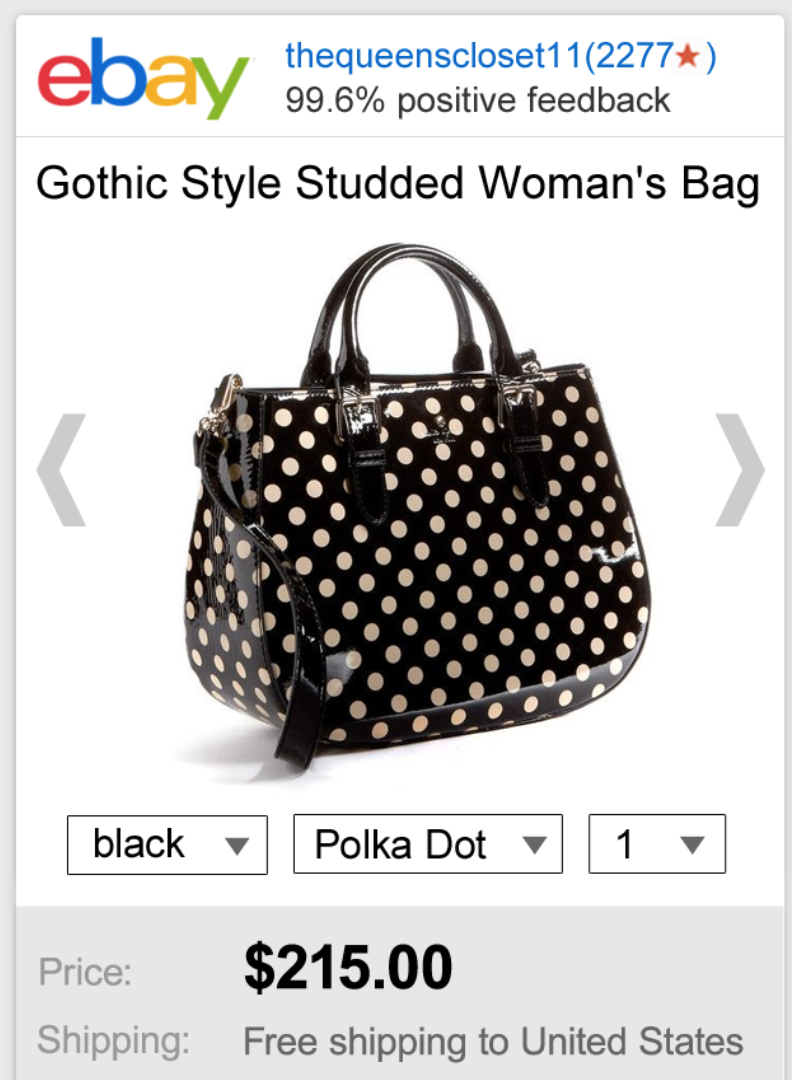 ebay
thequeenscloset11(2277★)
99.6% positive feedback
Gothic Style Studded Woman's Bag
black
Polka Dot
1
Price: $215.00
Shipping: Free shipping to United States